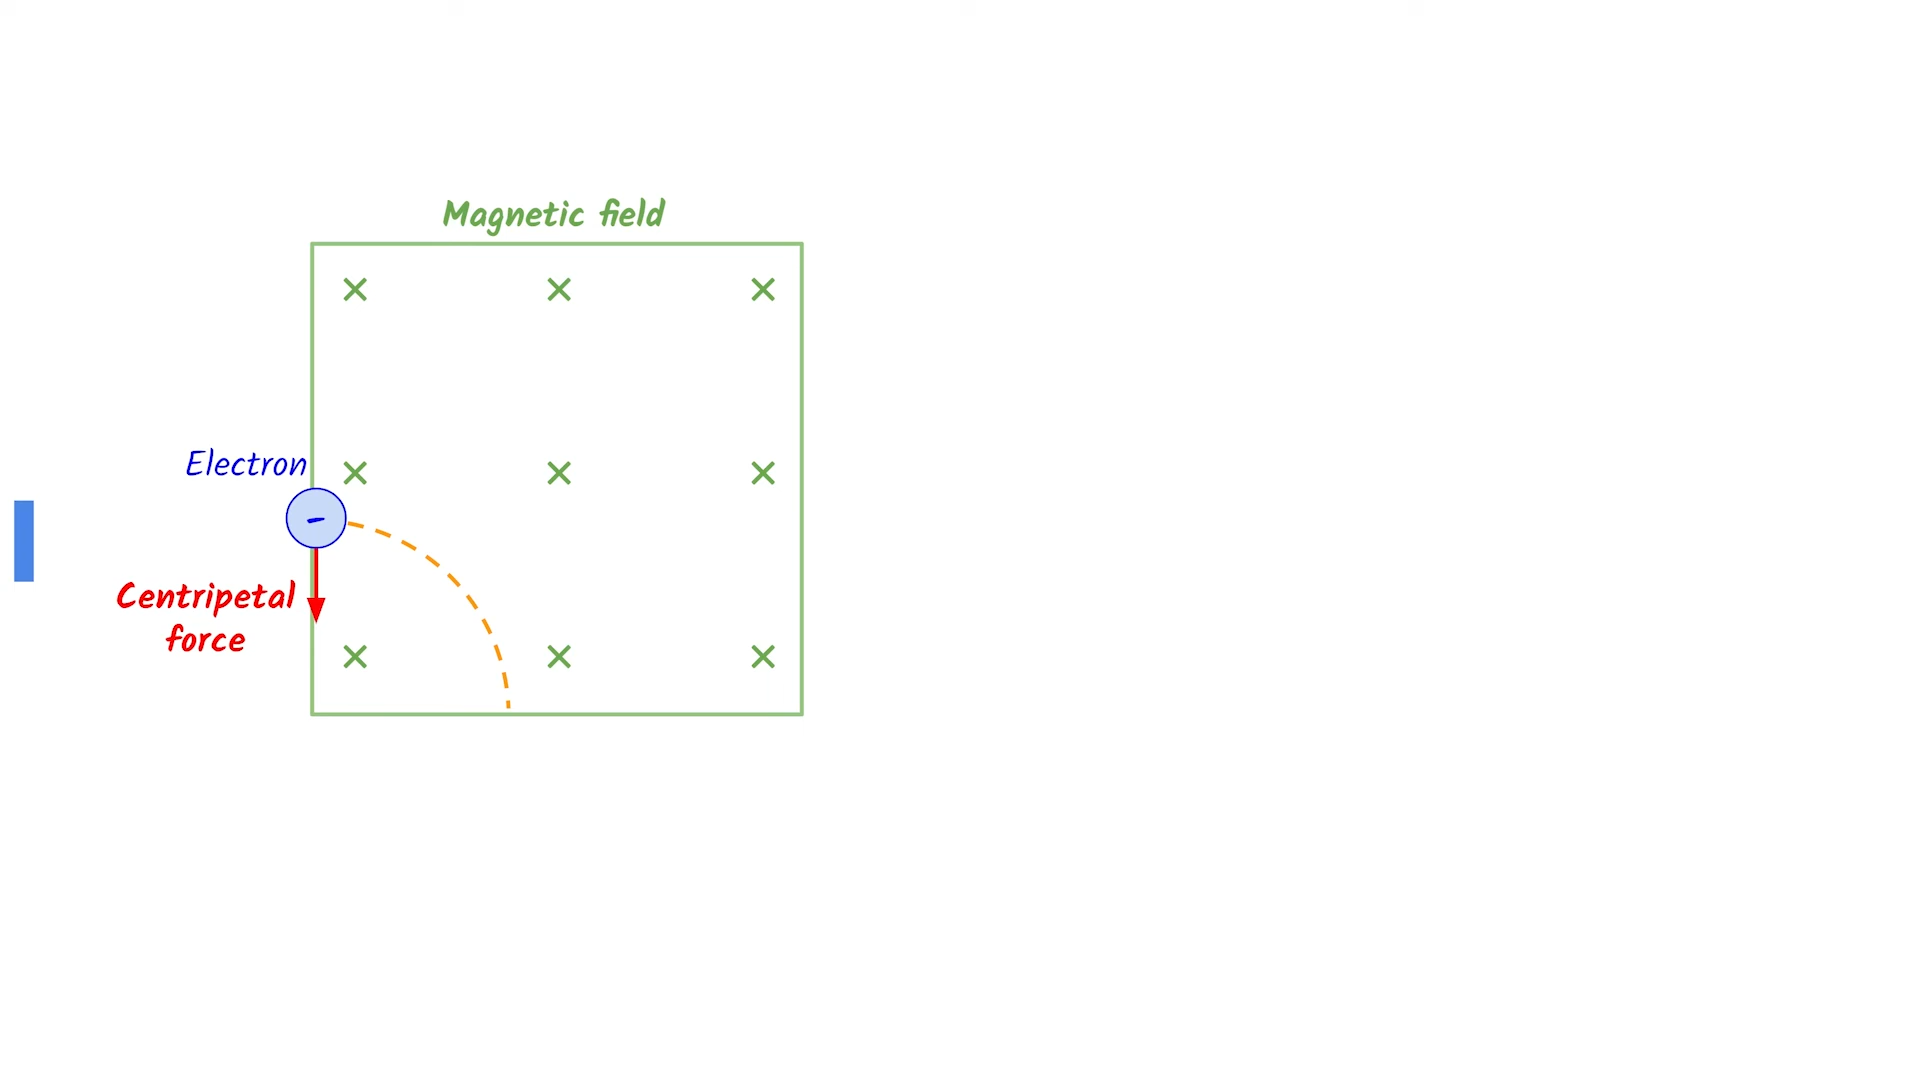 Magnetic field
Electron
−
Centripetal
force